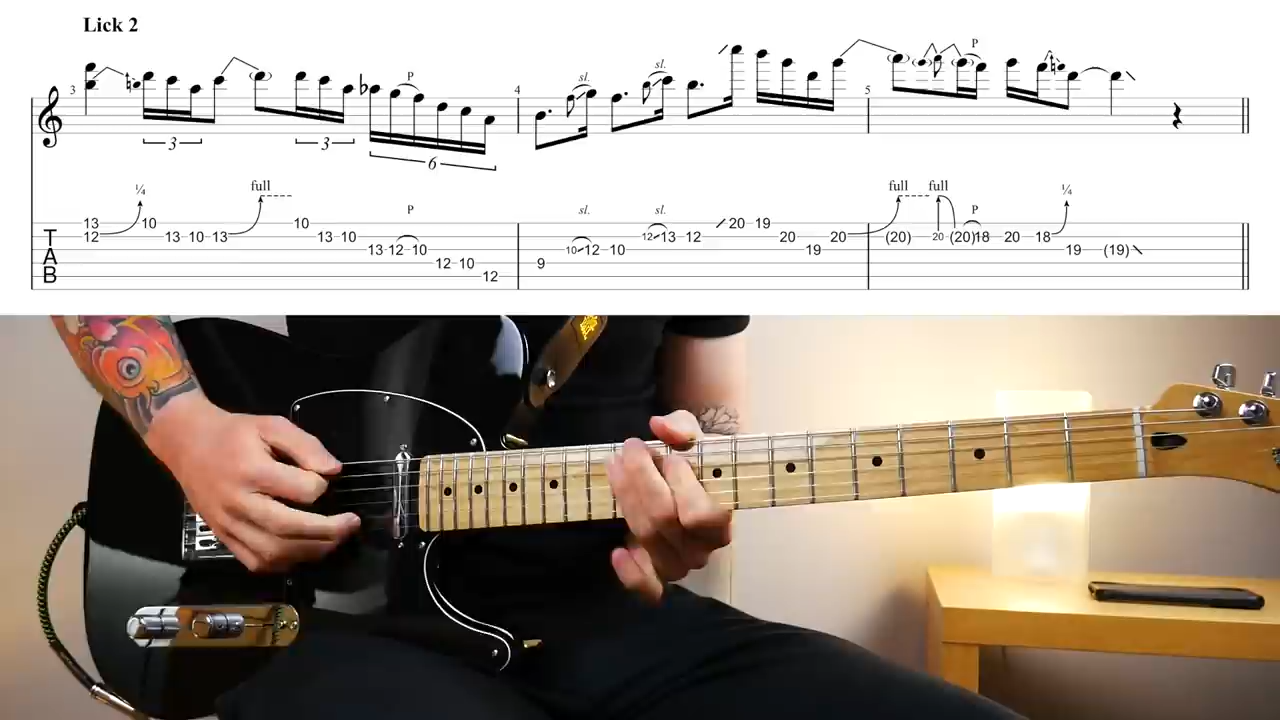 Lick 2
P sl. sl. P
3 4 5
3 3 6
¼ full P sl. sl. full full P ¼
13 10 10 20 19
T 12 13 10 13 13 10 12 13 12 20 20 (20) 20 (20) 18 20 18
A 13 12 10 10 12 10 19 19 (19)
B 12 10 9
12